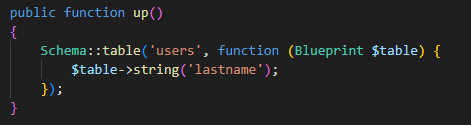 public function up()
{
    Schema::table('users', function (Blueprint $table) {
        $table->string('lastname');
    });
}